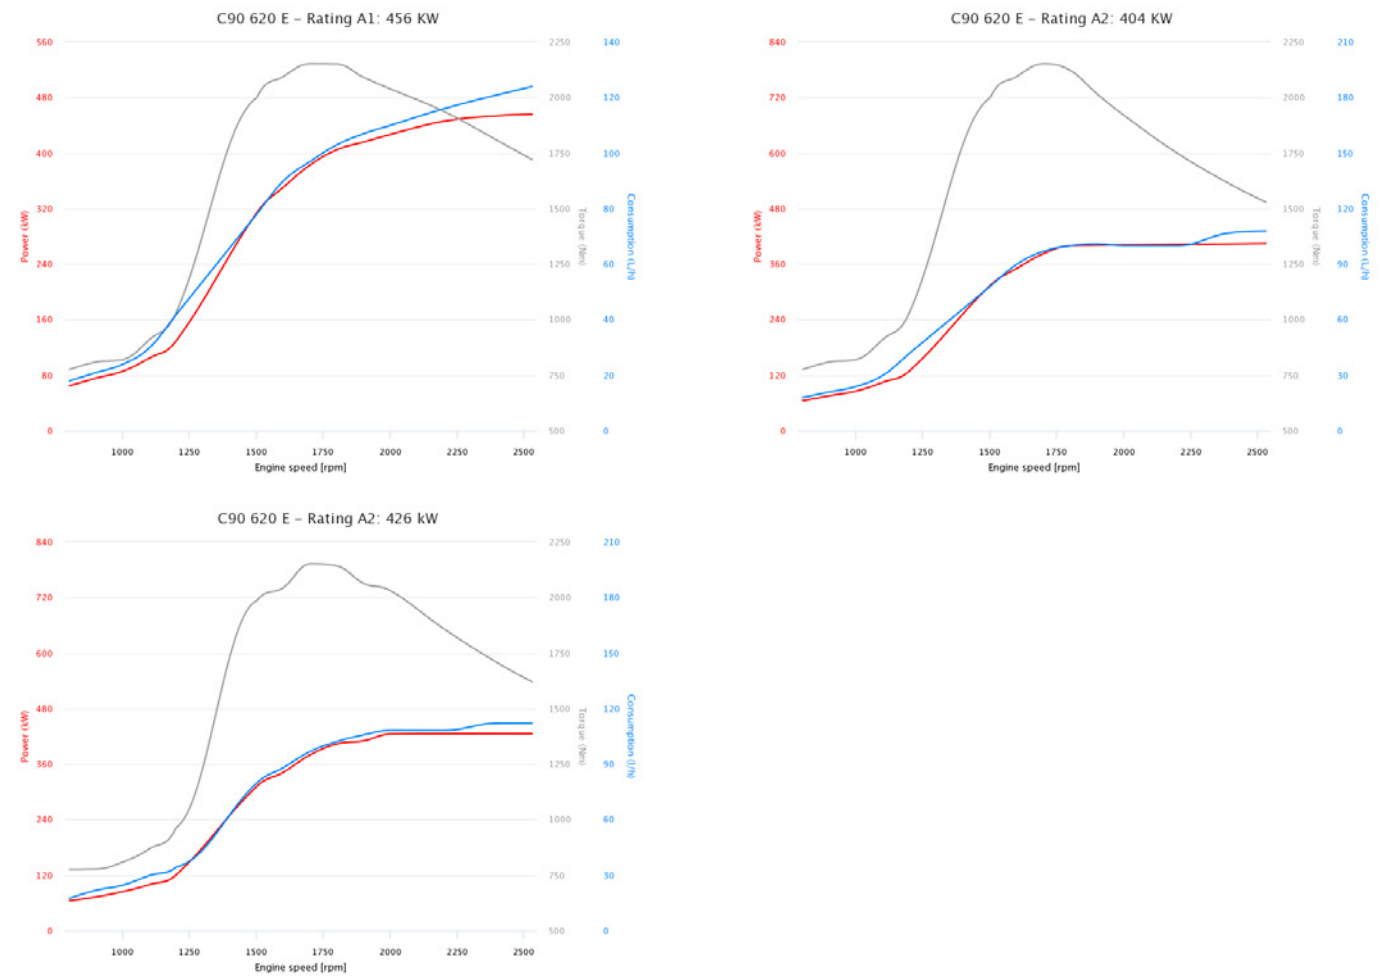 C90 620 E – Rating A1: 456 KW
560 2250 140
480 2000 120
400 1750 100
320 1500 80
240 1250 60
160 1000 40
80 750 20
0 500 0
Power (kW)
Torque (Nm)
Consumption (L/h)
1000 1250 1500 1750 2000 2250 2500
Engine speed [rpm]
C90 620 E – Rating A2: 404 KW
840 2250 210
720 2000 180
600 1750 150
480 1500 120
360 1250 90
240 1000 60
120 750 30
0 500 0
Power (kW)
Torque (Nm)
Consumption (L/h)
1000 1250 1500 1750 2000 2250 2500
Engine speed [rpm]
C90 620 E – Rating A2: 426 kW
840 2250 210
720 2000 180
600 1750 150
480 1500 120
360 1250 90
240 1000 60
120 750 30
0 500 0
Power (kW)
Torque (Nm)
Consumption (l/h)
1000 1250 1500 1750 2000 2250 2500
Engine speed [rpm]